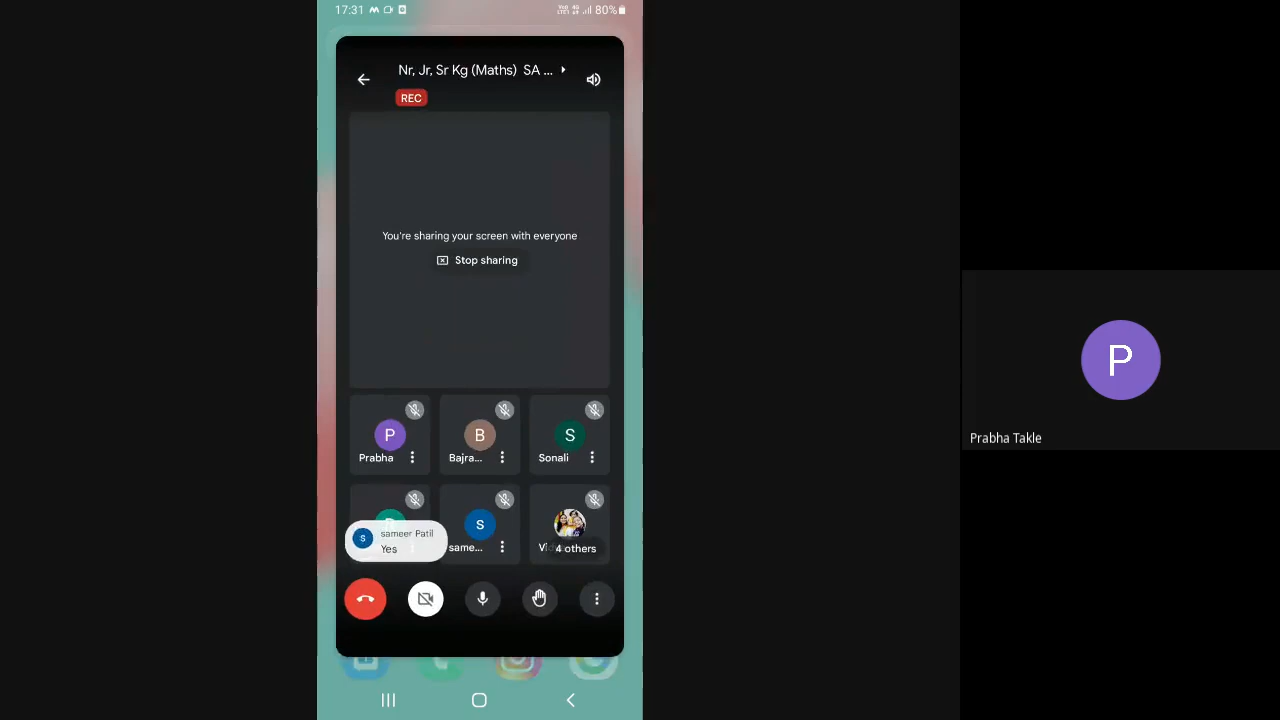 17:31
80%
Nr, Jr, Sr Kg (Maths) SA ...
REC
You're sharing your screen with everyone
Stop sharing
P
B
S
Prabha
Bajra...
Sonali
S
sameer Patil
Yes
S
same...
Vi
4 others
P
Prabha Takle